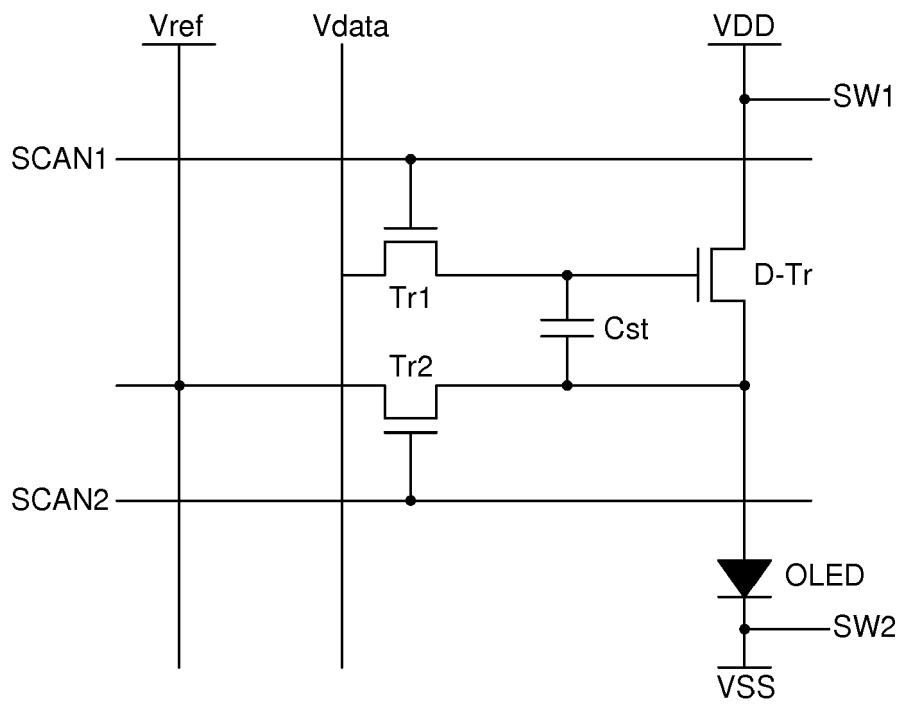 Vref
Vdata
VDD
SW1
SCAN1
D-Tr
Tr1
Cst
Tr2
SCAN2
OLED
SW2
VSS